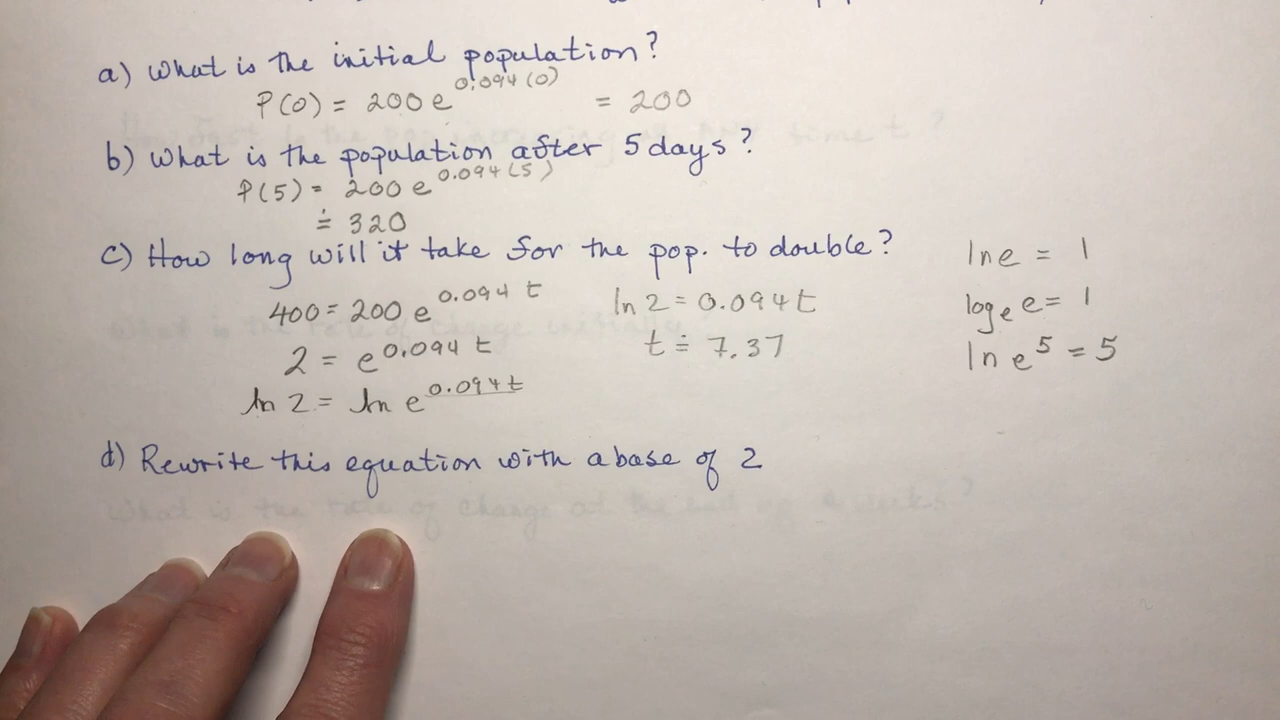 a) What is the initial population?
P(0) = 200 e^0.094(0) = 200
b) What is the population after 5 days?
P(5) = 200 e^0.094(5)
≐ 320
c) How long will it take for the pop. to double?
400 = 200 e^0.094t
2 = e^0.094t
ln 2 = ln e^0.094t
ln 2 = 0.094t
t ≐ 7.37
ln e = 1
log_e e = 1
ln e^5 = 5
d) Rewrite this equation with a base of 2